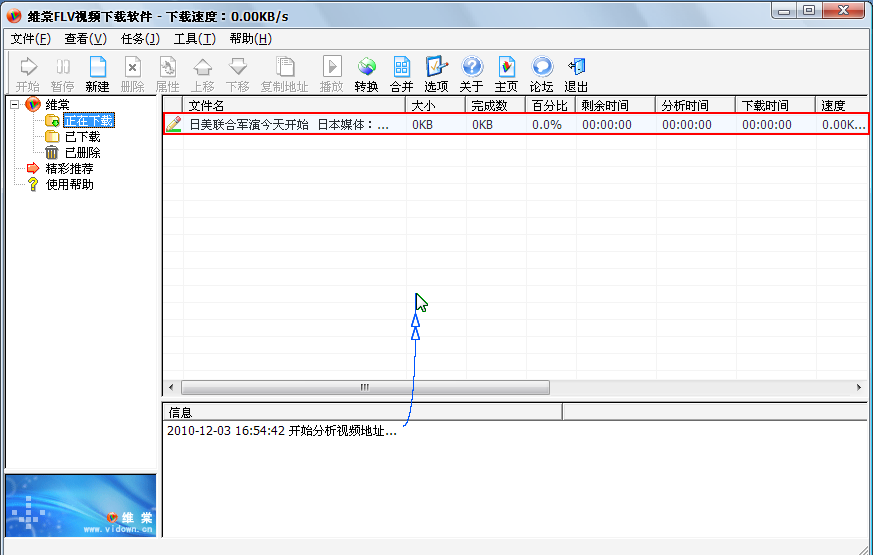 维棠FLV视频下载软件 - 下载速度：0.00KB/s
文件(F) 查看(V) 任务(J) 工具(T) 帮助(H)
开始 暂停 新建 删除 属性 上移 下移 复制地址 播放 转换 合并 选项 关于 主页 论坛 退出
维棠
正在下载
已下载
已删除
精彩推荐
使用帮助
文件名 大小 完成数 百分比 剩余时间 分析时间 下载时间 速度
日美联合军演今天开始 日本媒体：... 0KB 0KB 0.0% 00:00:00 00:00:00 00:00:00 0.00K...
信息
2010-12-03 16:54:42 开始分析视频地址...
维棠
www.vidown.cn